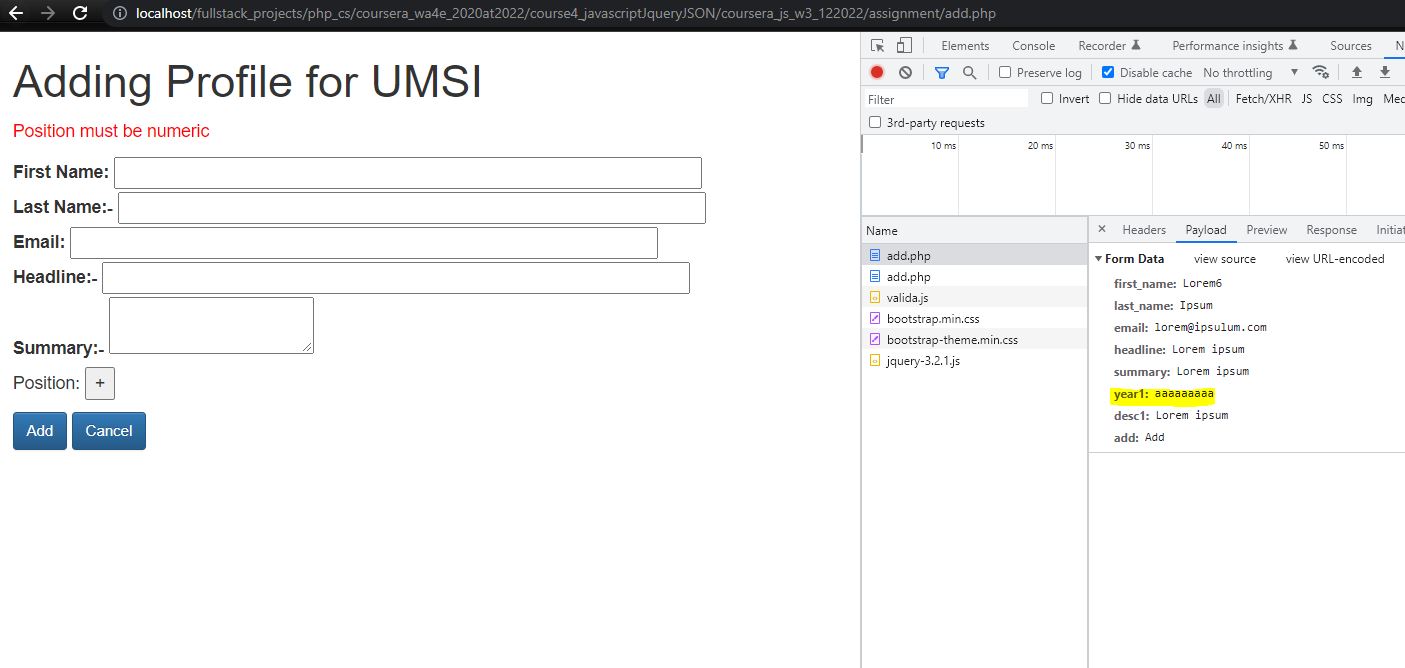 localhost/fullstack_projects/php_cs/coursera_wa4e_2020at2022/course4_javascriptJqueryJSON/coursera_js_w3_122022/assignment/add.php
Adding Profile for UMSI
Position must be numeric
First Name:
Last Name:-
Email:
Headline:-
Summary:-
Position: +
Add Cancel
Elements Console Recorder Performance insights Sources N
Preserve log Disable cache No throttling
Filter Invert Hide data URLs All Fetch/XHR JS CSS Img Med
3rd-party requests
10 ms 20 ms 30 ms 40 ms 50 ms
Name
add.php
add.php
valida.js
bootstrap.min.css
bootstrap-theme.min.css
jquery-3.2.1.js
× Headers Payload Preview Response Initiat
Form Data view source view URL-encoded
first_name: Lorem6
last_name: Ipsum
email: lorem@ipsulum.com
headline: Lorem ipsum
summary: Lorem ipsum
year1: aaaaaaaaa
desc1: Lorem ipsum
add: Add